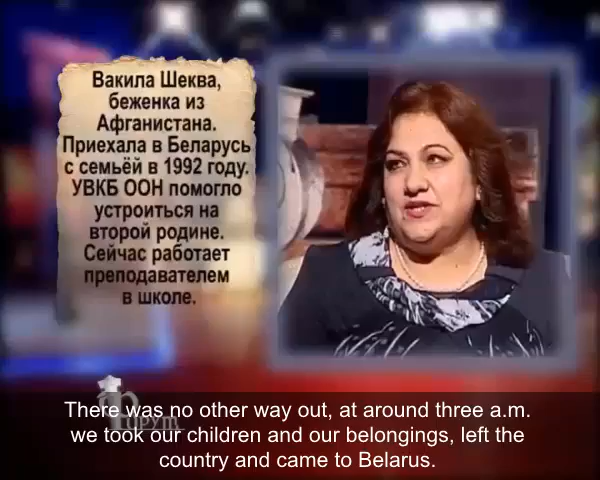 Вакила Шеква,
беженка из
Афганистана.
Приехала в Беларусь
с семьёй в 1992 году.
УВКБ ООН помогло
устроиться на
второй родине.
Сейчас работает
преподавателем
в школе.
There was no other way out, at around three a.m.
we took our children and our belongings, left the
country and came to Belarus.